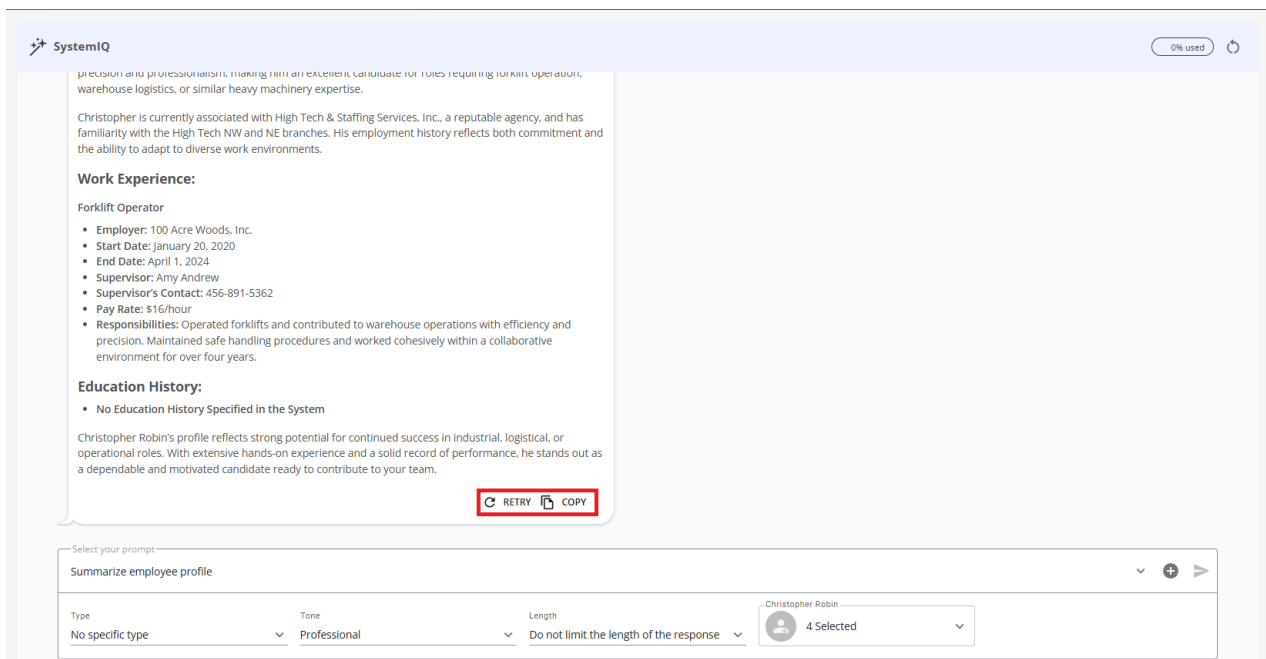 SystemIQ
0% used
precision and professionalism, making him an excellent candidate for roles requiring forklift operation,
warehouse logistics, or similar heavy machinery expertise.
Christopher is currently associated with High Tech & Staffing Services, Inc., a reputable agency, and has
familiarity with the High Tech NW and NE branches. His employment history reflects both commitment and
the ability to adapt to diverse work environments.
Work Experience:
Forklift Operator
• Employer: 100 Acre Woods, Inc.
• Start Date: January 20, 2020
• End Date: April 1, 2024
• Supervisor: Amy Andrew
• Supervisor's Contact: 456-891-5362
• Pay Rate: $16/hour
• Responsibilities: Operated forklifts and contributed to warehouse operations with efficiency and
precision. Maintained safe handling procedures and worked cohesively within a collaborative
environment for over four years.
Education History:
• No Education History Specified in the System
Christopher Robin's profile reflects strong potential for continued success in industrial, logistical, or
operational roles. With extensive hands-on experience and a solid record of performance, he stands out as
a dependable and motivated candidate ready to contribute to your team.
RETRY COPY
Select your prompt
Summarize employee profile
Type Tone Length Christopher Robin
No specific type Professional Do not limit the length of the response 4 Selected